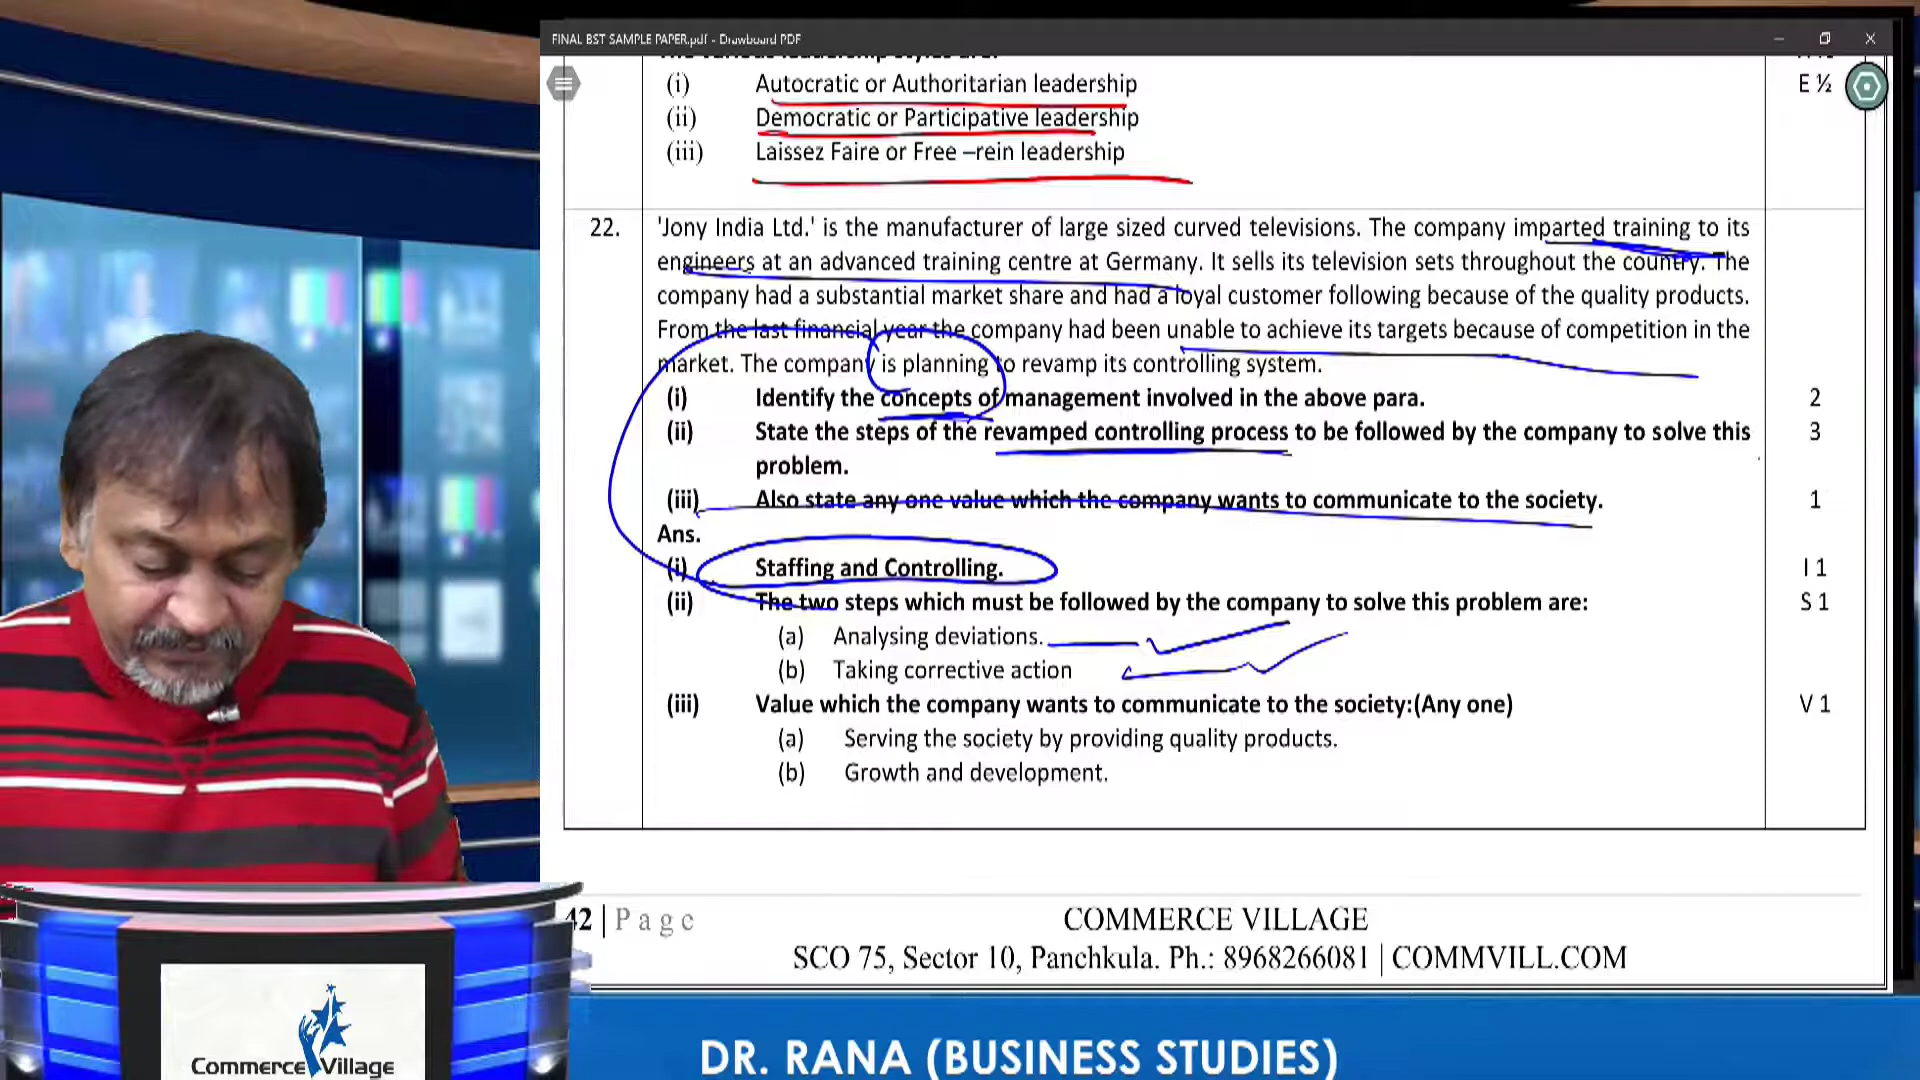 FINAL BST SAMPLE PAPER.pdf - Drawboard PDF
(i) Autocratic or Authoritarian leadership E ½
(ii) Democratic or Participative leadership
(iii) Laissez Faire or Free –rein leadership
22. 'Jony India Ltd.' is the manufacturer of large sized curved televisions. The company imparted training to its
engineers at an advanced training centre at Germany. It sells its television sets throughout the country. The
company had a substantial market share and had a loyal customer following because of the quality products.
From the last financial year the company had been unable to achieve its targets because of competition in the
market. The company is planning to revamp its controlling system.
(i) Identify the concepts of management involved in the above para. 2
(ii) State the steps of the revamped controlling process to be followed by the company to solve this 3
problem.
(iii) Also state any one value which the company wants to communicate to the society. 1
Ans.
(i) Staffing and Controlling. I 1
(ii) The two steps which must be followed by the company to solve this problem are: S 1
(a) Analysing deviations.
(b) Taking corrective action
(iii) Value which the company wants to communicate to the society:(Any one) V 1
(a) Serving the society by providing quality products.
(b) Growth and development.
42 | Page COMMERCE VILLAGE
SCO 75, Sector 10, Panchkula. Ph.: 8968266081 | COMMVILL.COM
Commerce Village
DR. RANA (BUSINESS STUDIES)